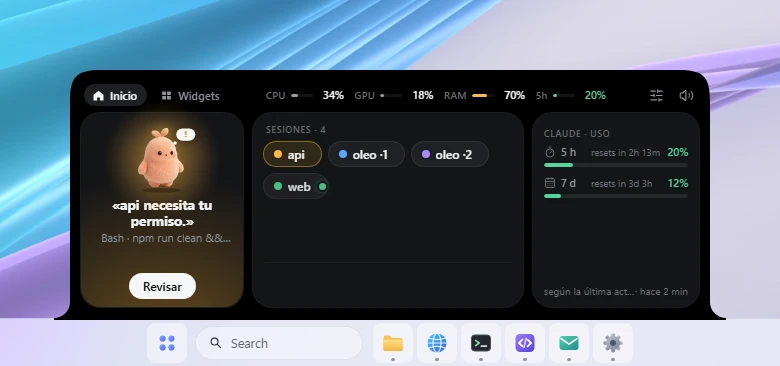 Inicio
Widgets
CPU 34% GPU 18% RAM 70% 5h 20%
!
«api necesita tu
permiso.»
Bash · npm run clean &&...
Revisar
SESIONES · 4
api
oleo ·1
oleo ·2
web
CLAUDE · USO
5 h resets in 2h 13m 20%
7 d resets in 3d 3h 12%
según la última act...· hace 2 min
Search